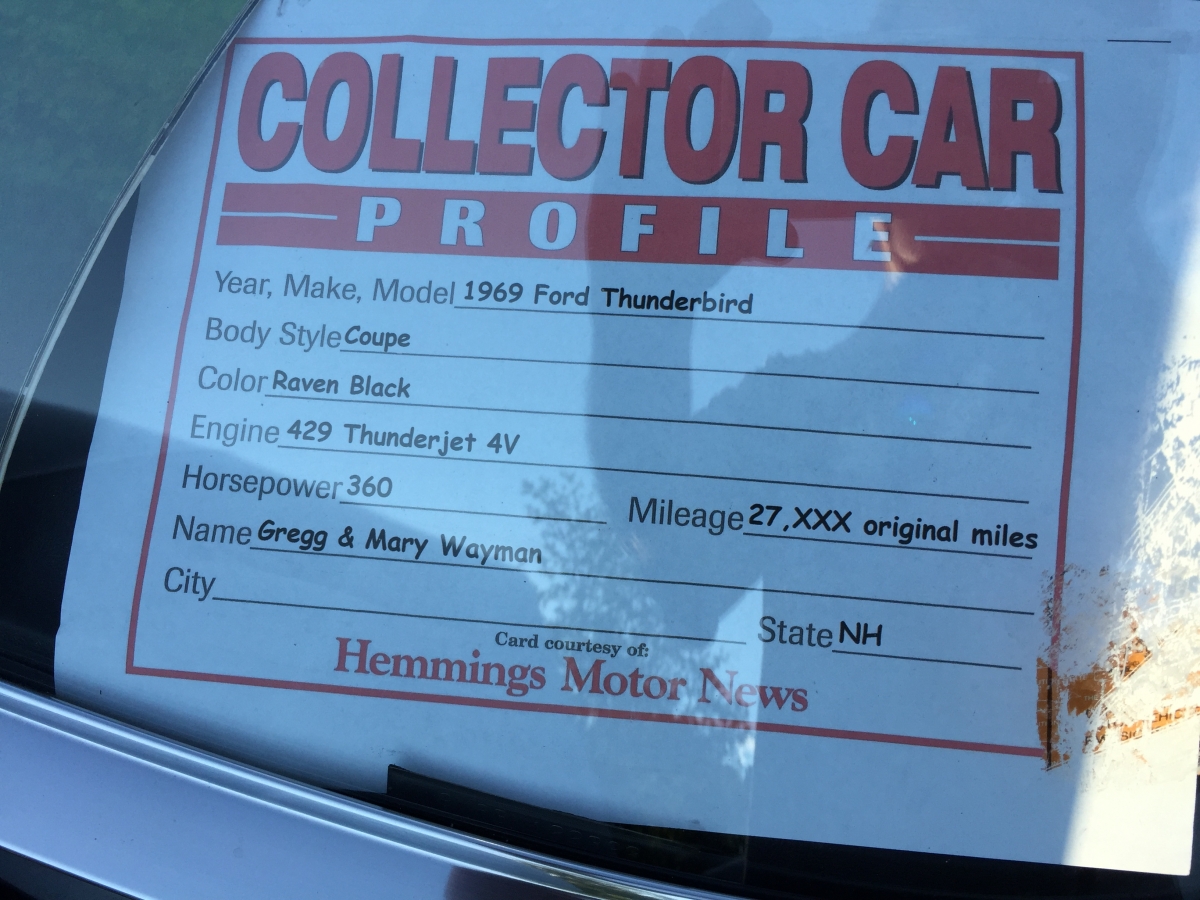 COLLECTOR CAR
PROFILE
Year, Make, Model 1969 Ford Thunderbird
Body Style Coupe
Color Raven Black
Engine 429 Thunderjet 4V
Horsepower 360 Mileage 27,XXX original miles
Name Gregg & Mary Wayman
City State NH
Card courtesy of:
Hemmings Motor News